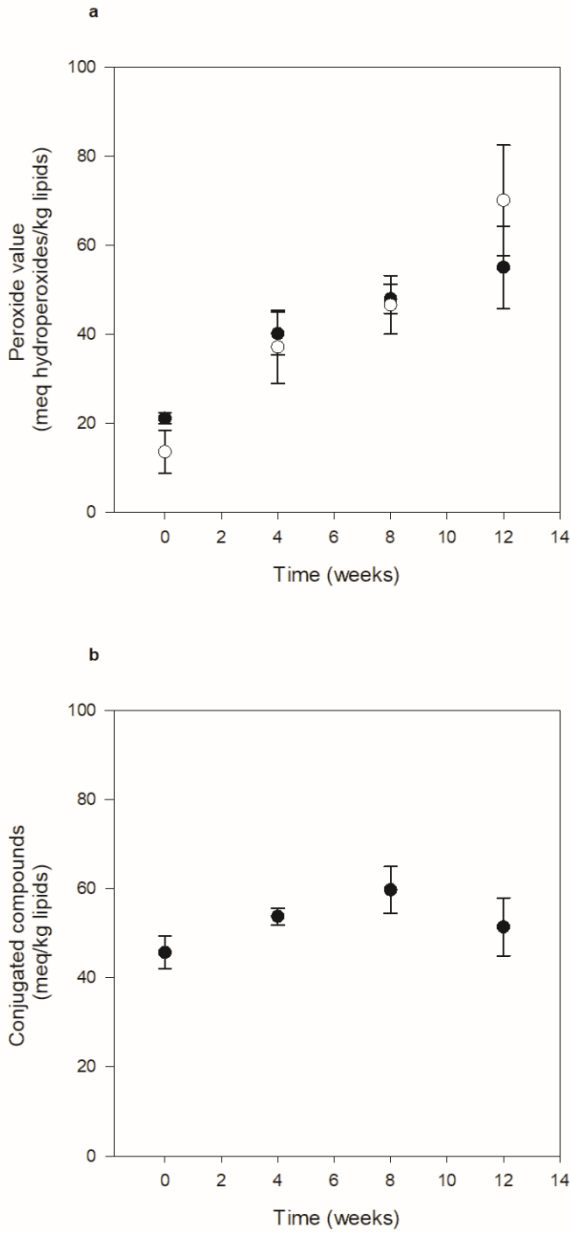 a
100
80
60
40
20
0
Peroxide value
(meq hydroperoxides/kg lipids)
0 2 4 6 8 10 12 14
Time (weeks)
b
100
80
60
40
20
0
Conjugated compounds
(meq/kg lipids)
0 2 4 6 8 10 12 14
Time (weeks)